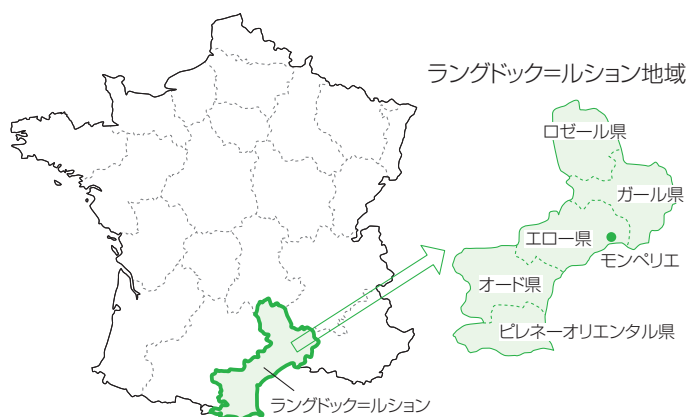 ラングドック=ルション地域
ロゼール県
ガール県
エロー県
モンペリエ
オード県
ピレネーオリエンタル県
ラングドック=ルション